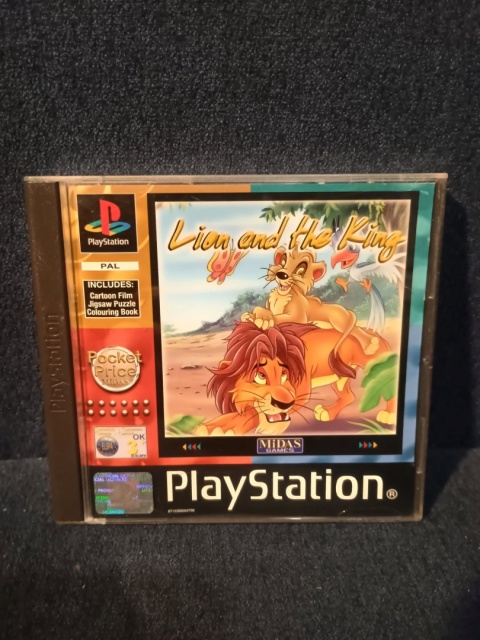 PlayStation
PAL
INCLUDES:
Cartoon Film
Jigsaw Puzzle
Colouring Book
Pocket
Price
MIDAS
OK
Lion and the King
MIDAS
GAMES
PlayStation®
PlayStation